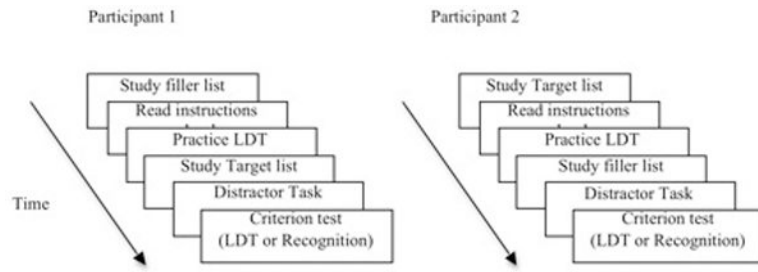 Participant 1
Participant 2
Study filler list
Read instructions
Practice LDT
Study Target list
Distractor Task
Criterion test
(LDT or Recognition)
Study Target list
Read instructions
Practice LDT
Study filler list
Distractor Task
Criterion test
(LDT or Recognition)
Time